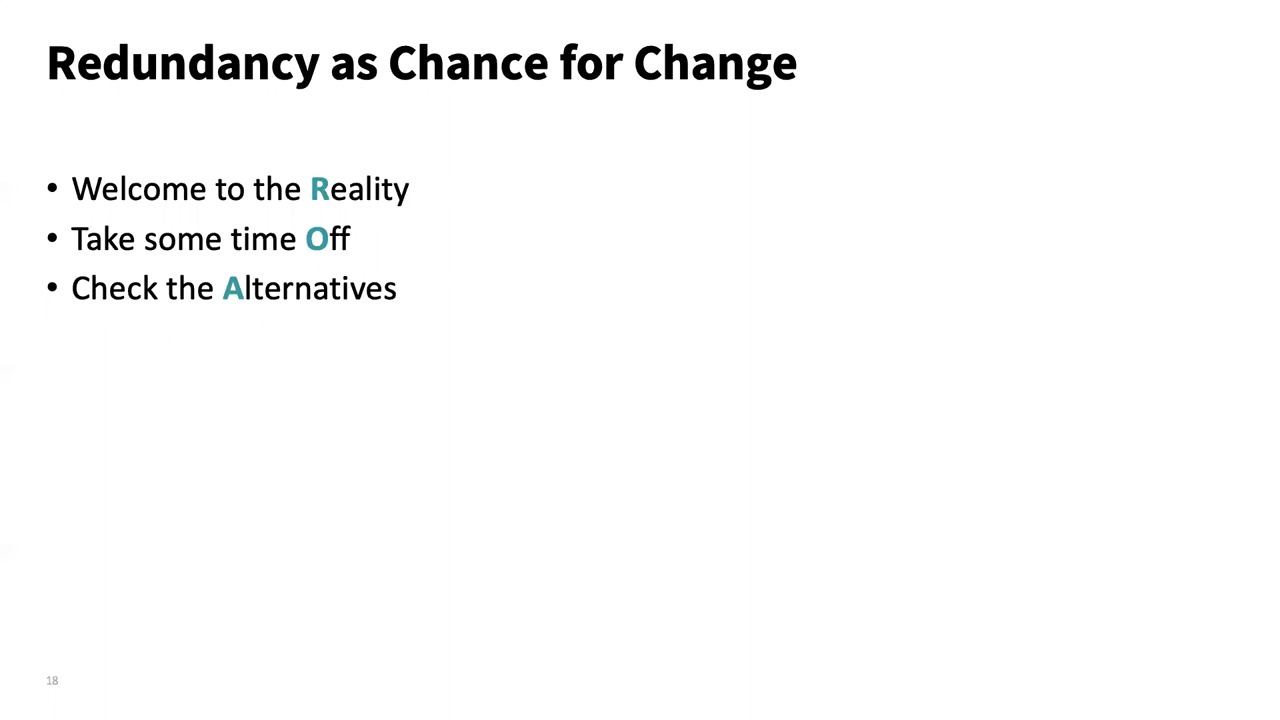 Redundancy as Chance for Change
• Welcome to the Reality
• Take some time Off
• Check the Alternatives
18